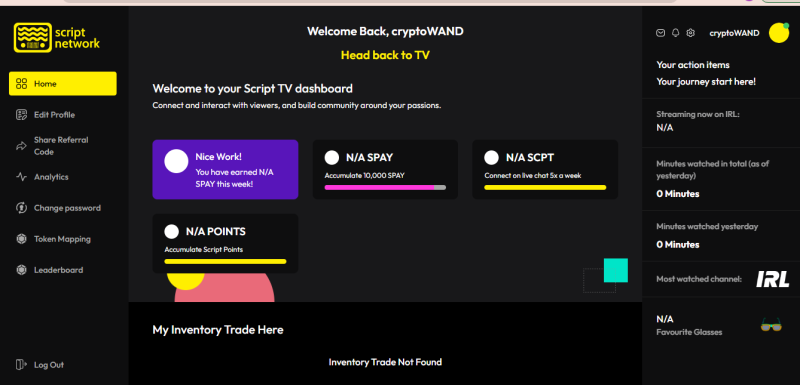 script
network
Home
Edit Profile
Share Referral
Code
Analytics
Change password
Token Mapping
Leaderboard
Log Out
Welcome Back, cryptoWAND
Head back to TV
Welcome to your Script TV dashboard
Connect and interact with viewers, and build community around your passions.
Nice Work!
You have earned N/A
SPAY this week!
N/A SPAY
Accumulate 10,000 SPAY
N/A SCPT
Connect on live chat 5x a week
N/A POINTS
Accumulate Script Points
My Inventory Trade Here
Inventory Trade Not Found
cryptoWAND
Your action items
Your journey start here!
Streaming now on IRL:
N/A
Minutes watched in total (as of
yesterday)
0 Minutes
Minutes watched yesterday
0 Minutes
Most watched channel:
IRL
N/A
Favourite Glasses